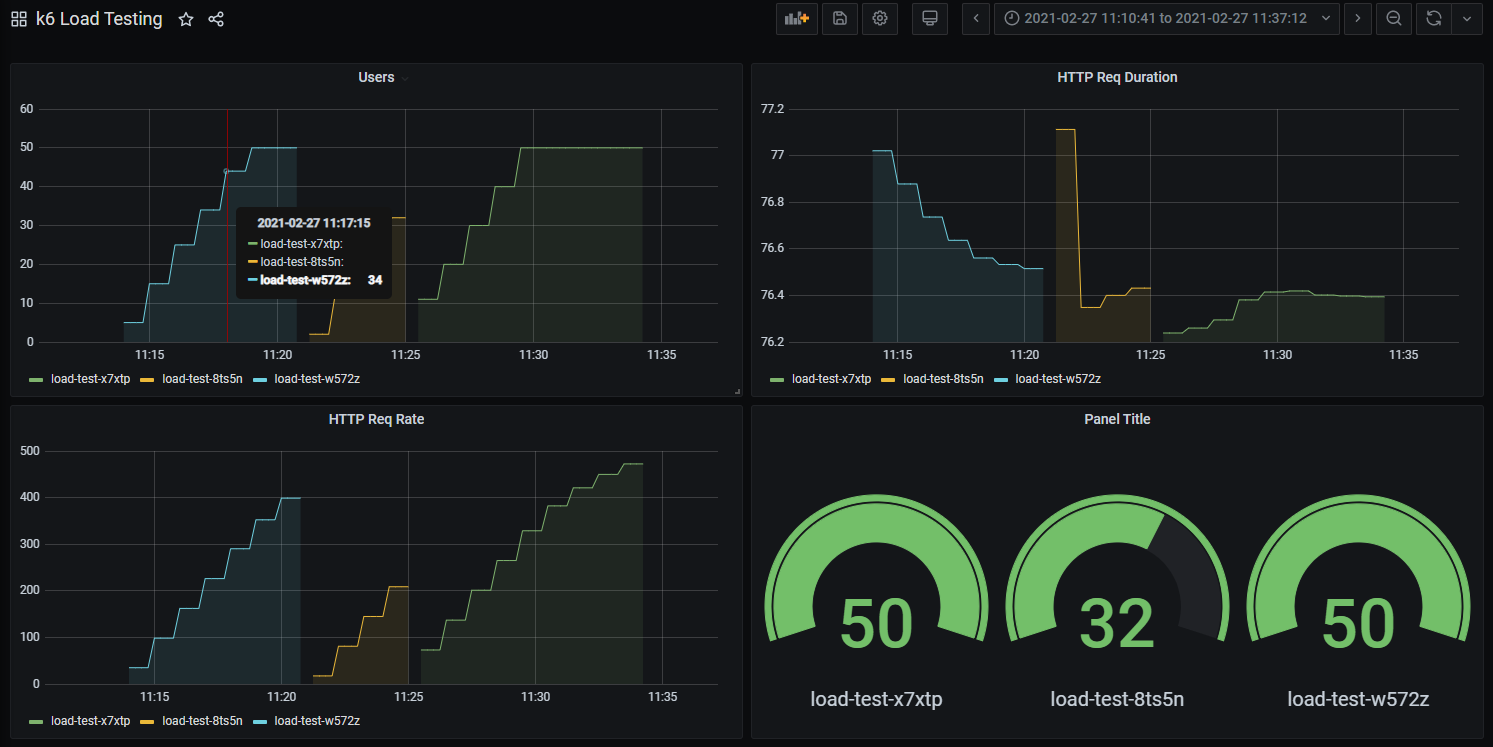 k6 Load Testing
2021-02-27 11:10:41 to 2021-02-27 11:37:12
Users
60
50
40
30
20
10
0
11:15 11:20 11:25 11:30 11:35
2021-02-27 11:17:15
load-test-x7xtp:
load-test-8ts5n:
load-test-w572z: 34
load-test-x7xtp load-test-8ts5n load-test-w572z
HTTP Req Duration
77.2
77
76.8
76.6
76.4
76.2
11:15 11:20 11:25 11:30 11:35
load-test-x7xtp load-test-8ts5n load-test-w572z
HTTP Req Rate
500
400
300
200
100
0
11:15 11:20 11:25 11:30 11:35
load-test-x7xtp load-test-8ts5n load-test-w572z
Panel Title
50 32 50
load-test-x7xtp load-test-8ts5n load-test-w572z